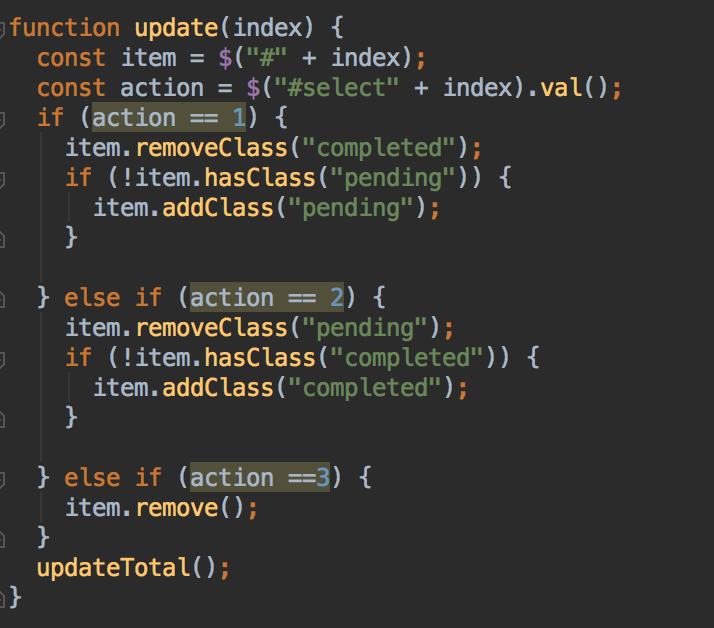 function update(index) {
  const item = $("#" + index);
  const action = $("#select" + index).val();
  if (action == 1) {
    item.removeClass("completed");
    if (!item.hasClass("pending")) {
      item.addClass("pending");
    }

  } else if (action == 2) {
    item.removeClass("pending");
    if (!item.hasClass("completed")) {
      item.addClass("completed");
    }

  } else if (action ==3) {
    item.remove();
  }
  updateTotal();
}